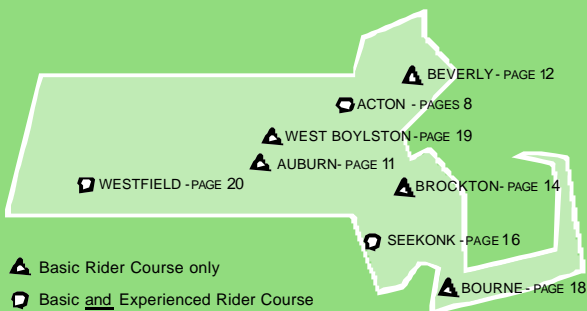 BEVERLY - PAGE 12
ACTON - PAGES 8
WEST BOYLSTON - PAGE 19
AUBURN- PAGE 11
WESTFIELD - PAGE 20
BROCKTON - PAGE 14
SEEKONK - PAGE 16
Basic Rider Course only
BOURNE - PAGE 18
Basic and Experienced Rider Course